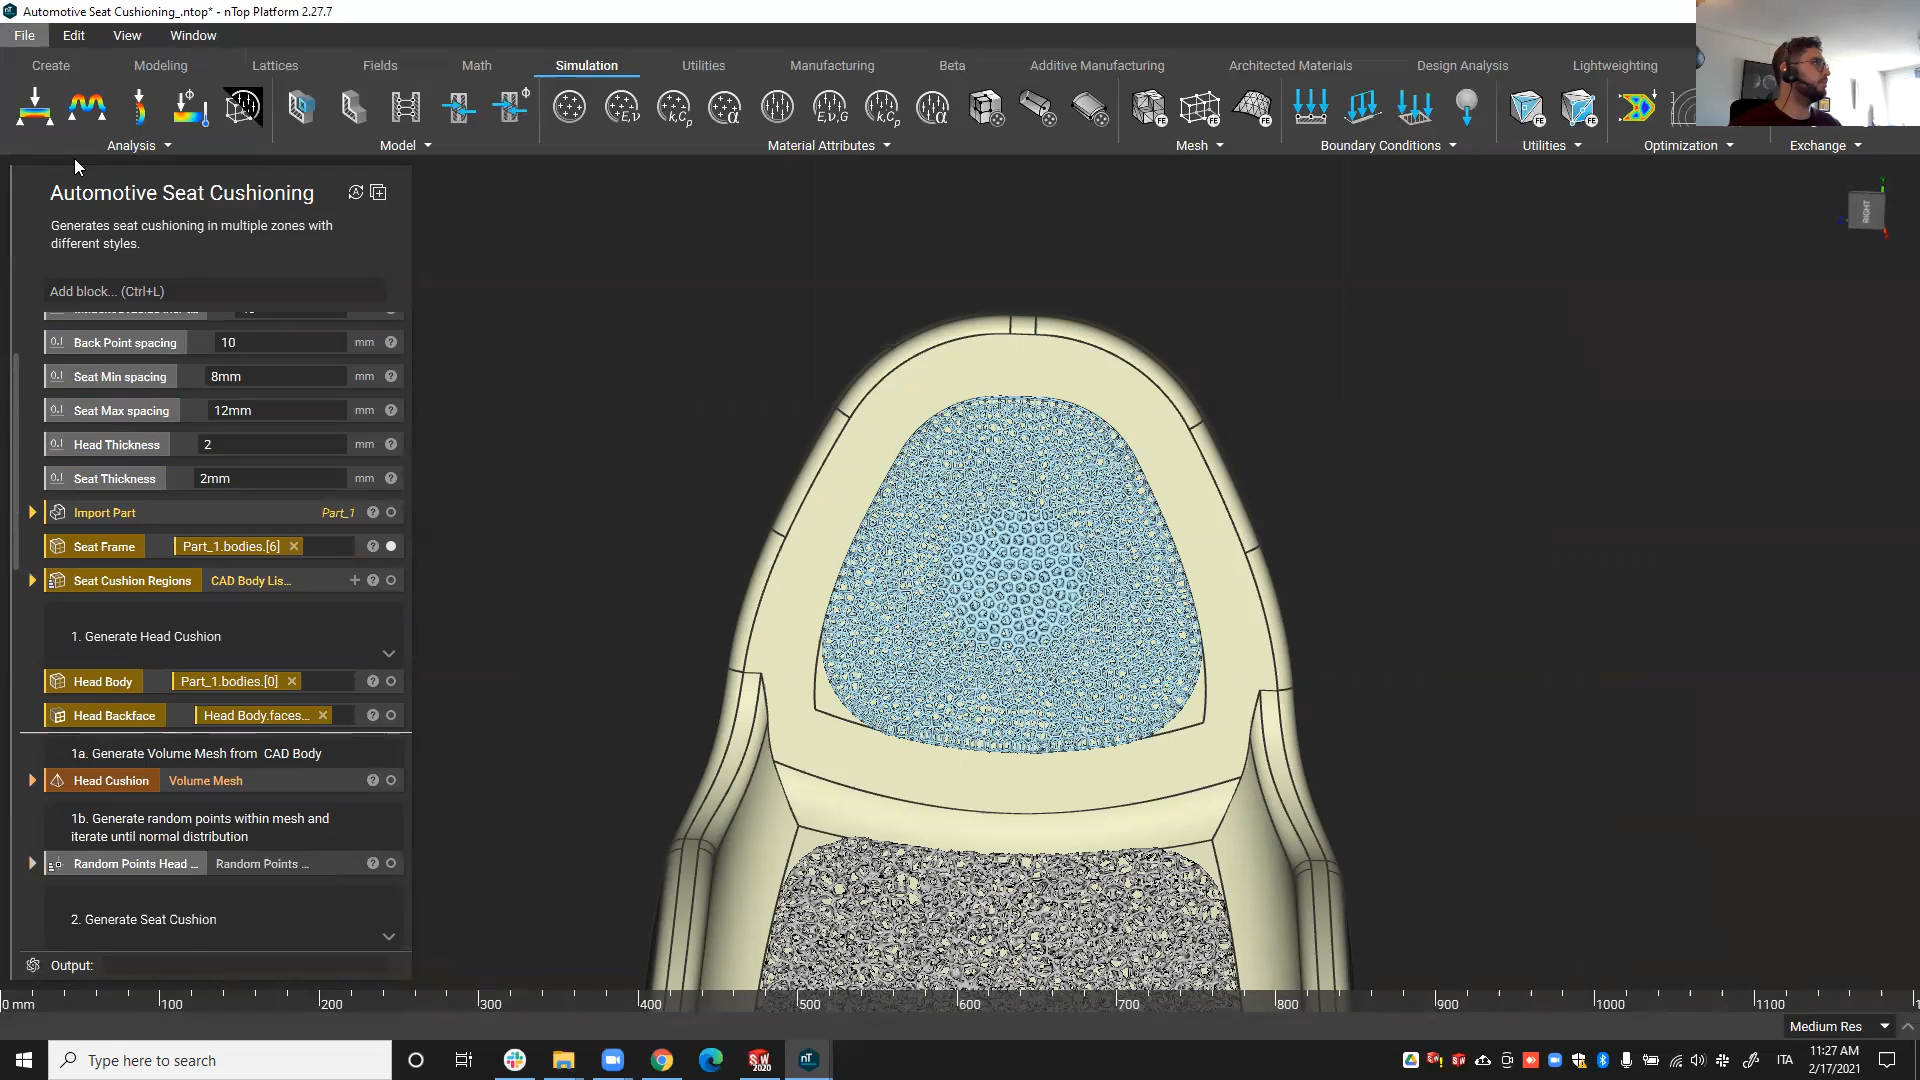 Automotive Seat Cushioning_.ntop* - nTop Platform 2.27.7
File Edit View Window
Create Modeling Lattices Fields Math Simulation Utilities Manufacturing Beta Additive Manufacturing Architected Materials Design Analysis Lightweighting
Analysis Model Material Attributes Mesh Boundary Conditions Utilities Optimization Exchange
Automotive Seat Cushioning
Generates seat cushioning in multiple zones with
different styles.
Add block... (Ctrl+L)
Back Point spacing 10 mm
Seat Min spacing 8mm mm
Seat Max spacing 12mm mm
Head Thickness 2 mm
Seat Thickness 2mm mm
Import Part Part_1
Seat Frame Part_1.bodies.[6]
Seat Cushion Regions CAD Body Lis...
1. Generate Head Cushion
Head Body Part_1.bodies.[0]
Head Backface Head Body.faces...
1a. Generate Volume Mesh from CAD Body
Head Cushion Volume Mesh
1b. Generate random points within mesh and
iterate until normal distribution
Random Points Head ... Random Points ...
2. Generate Seat Cushion
Output:
RIGHT
0 mm 100 200 300 400 500 600 700 800 900 1000 1100
Medium Res
Type here to search
ITA
11:27 AM
2/17/2021